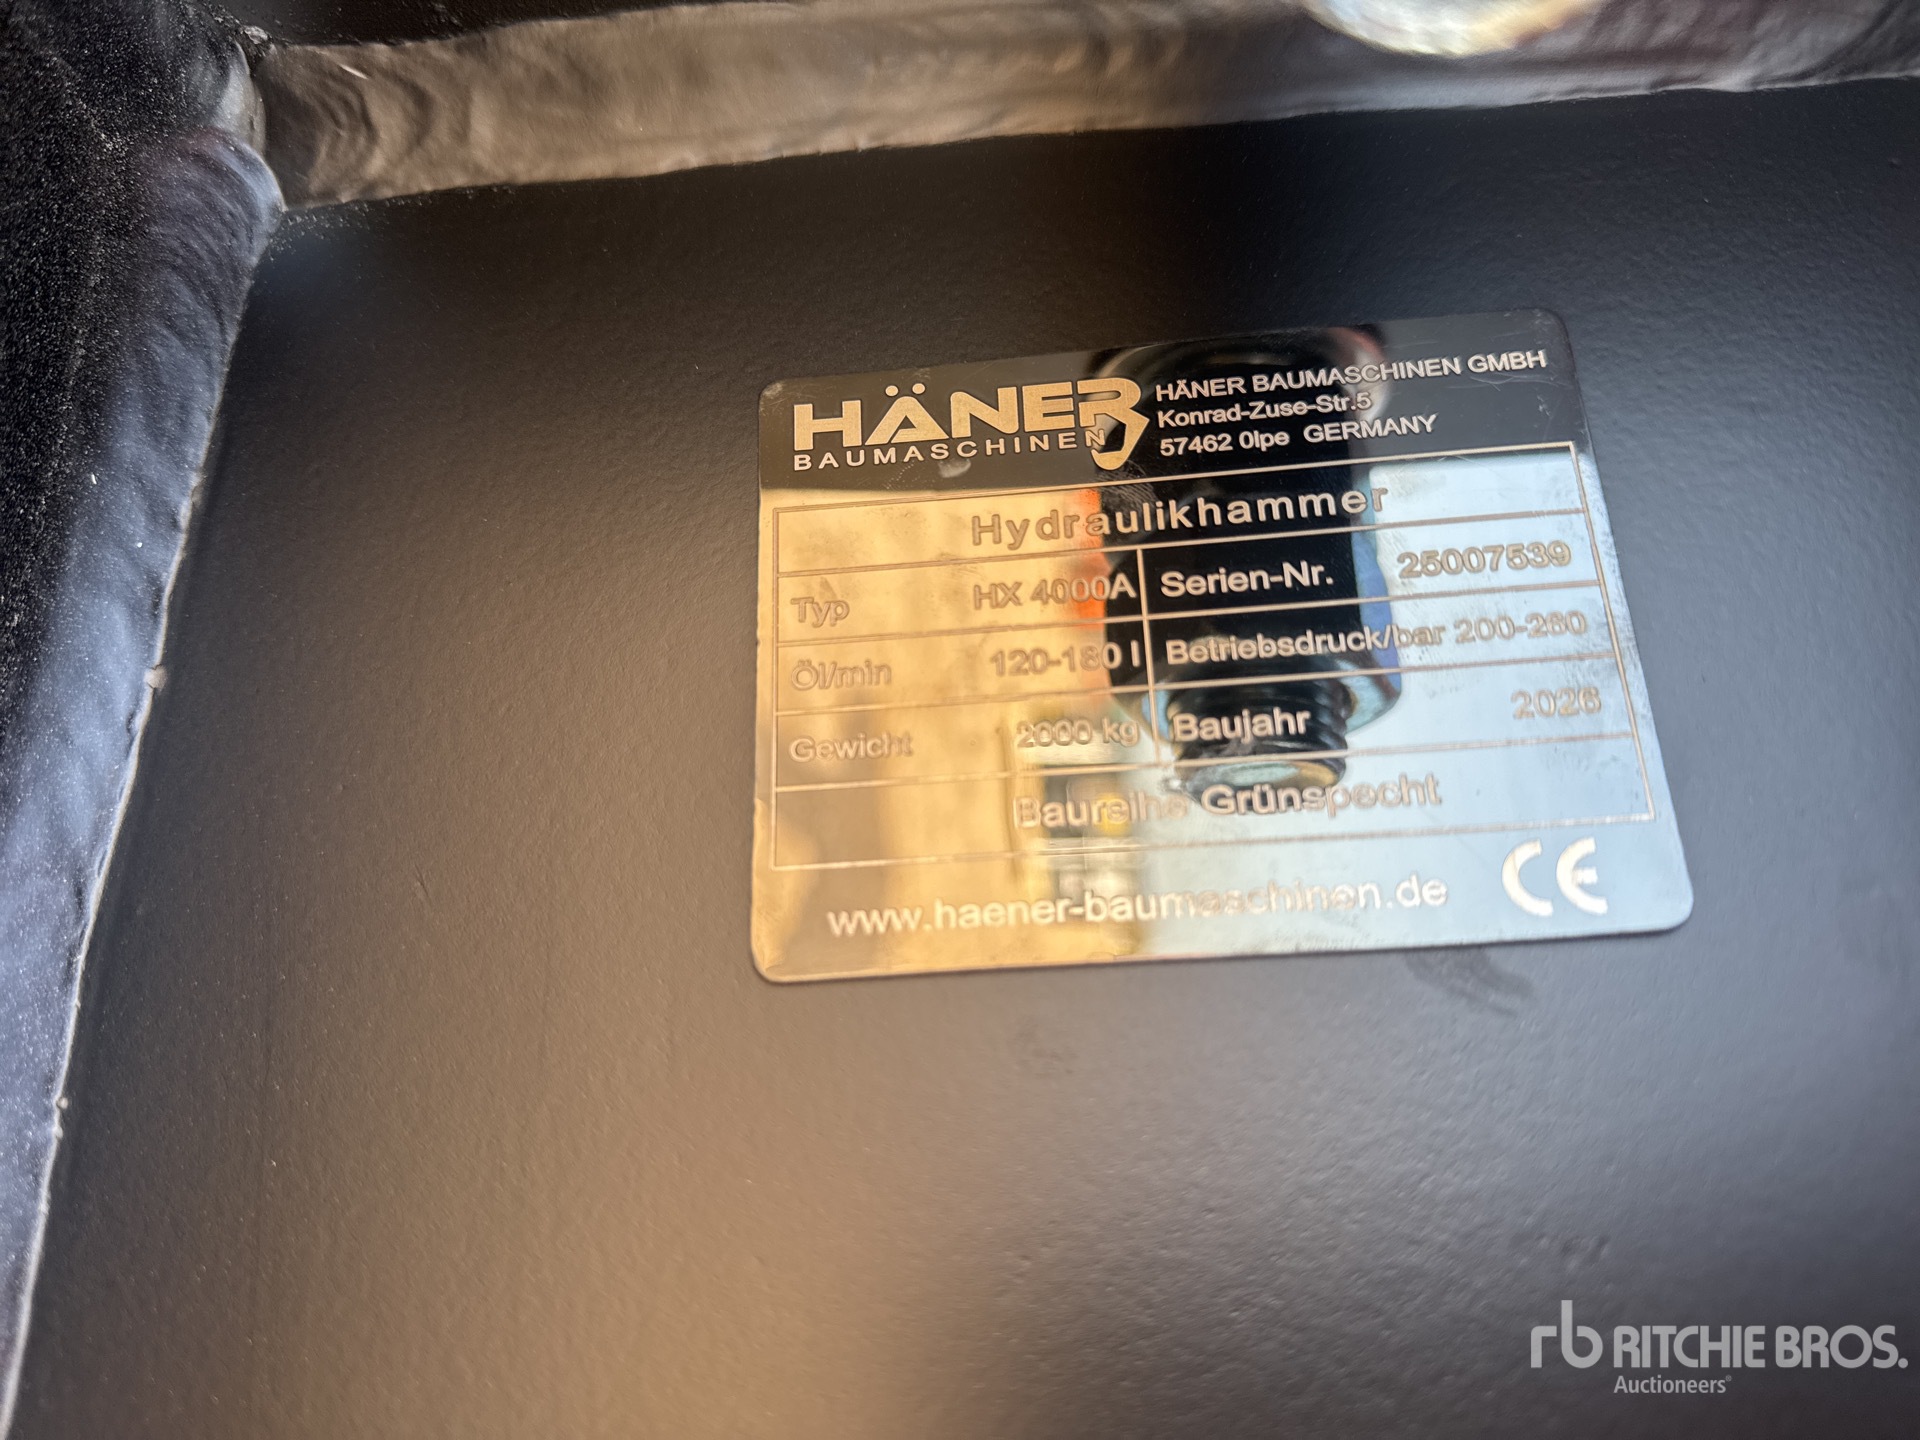 HÄNER
BAUMASCHINEN
HÄNER BAUMASCHINEN GMBH
Konrad-Zuse-Str.5
57462 Olpe GERMANY
Hydraulikhammer
Typ HX 4000A Serien-Nr. 25007539
Öl/min 120-180 l Betriebsdruck/bar 200-260
Gewicht 2000 kg Baujahr 2026
Baureihe Grünspecht
www.haener-baumaschinen.de CE
rb RITCHIE BROS.
Auctioneers®